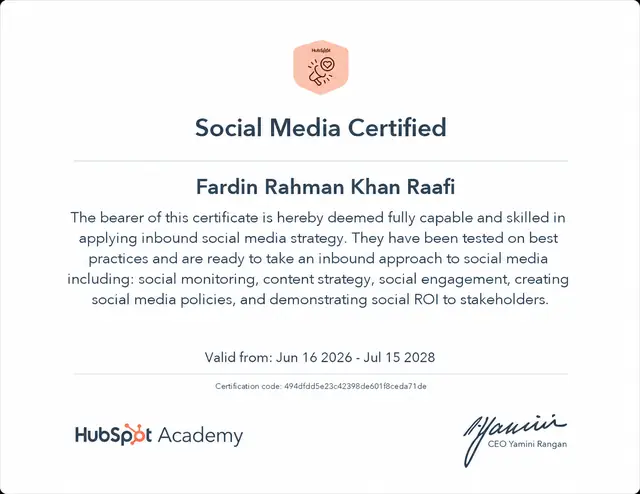 HubSpot
Social Media Certified
Fardin Rahman Khan Raafi
The bearer of this certificate is hereby deemed fully capable and skilled in
applying inbound social media strategy. They have been tested on best
practices and are ready to take an inbound approach to social media
including: social monitoring, content strategy, social engagement, creating
social media policies, and demonstrating social ROI to stakeholders.
Valid from: Jun 16 2026 - Jul 15 2028
Certification code: 494dfdd5e23c42398de601f8ceda71de
HubSpot Academy
CEO Yamini Rangan